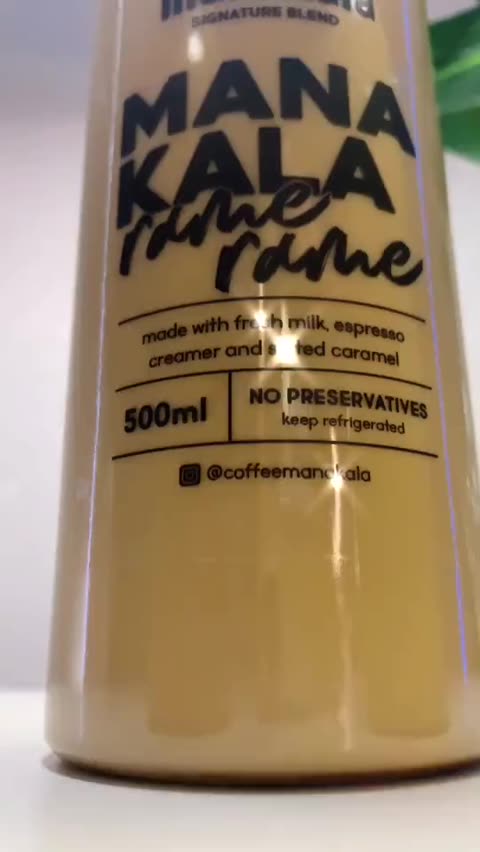 SIGNATURE BLEND
MANA
KALA
rame
rame
made with fresh milk, espresso
creamer and salted caramel
500ml
NO PRESERVATIVES
keep refrigerated
@coffeemanakala